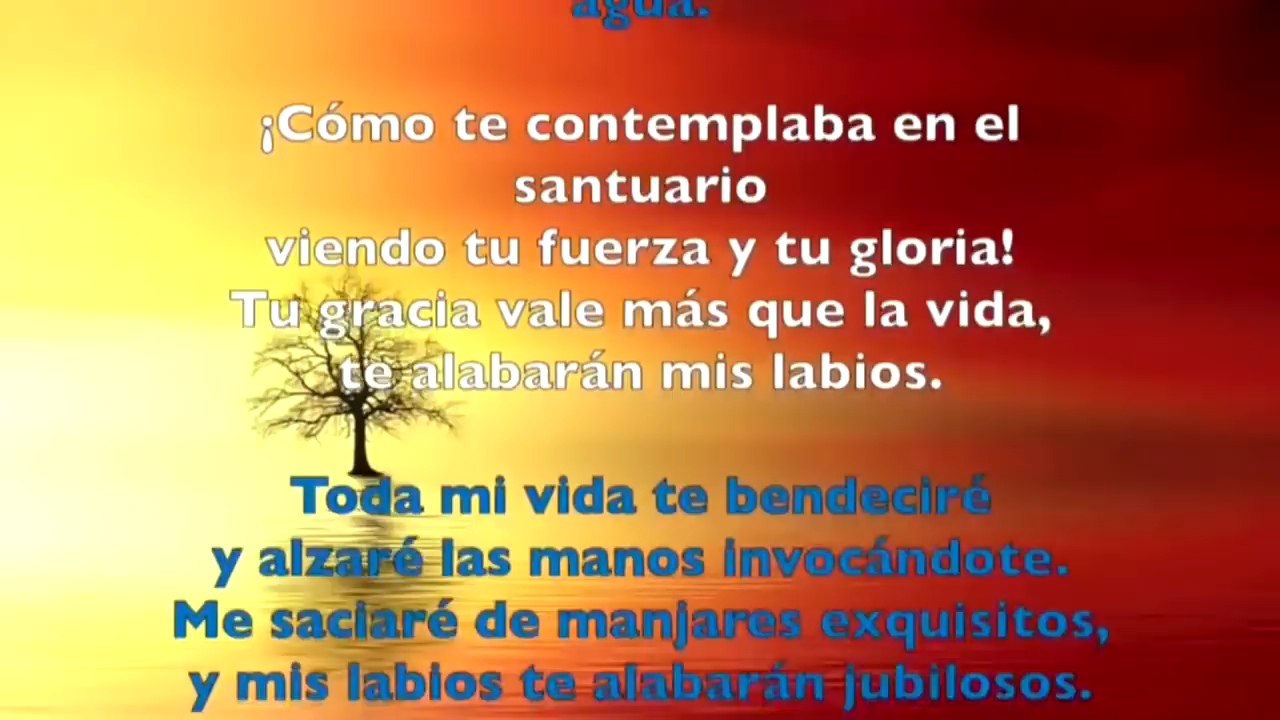 agua.
¡Cómo te contemplaba en el
santuario
viendo tu fuerza y tu gloria!
Tu gracia vale más que la vida,
te alabarán mis labios.
Toda mi vida te bendeciré
y alzaré las manos invocándote.
Me saciaré de manjares exquisitos,
y mis labios te alabarán jubilosos.